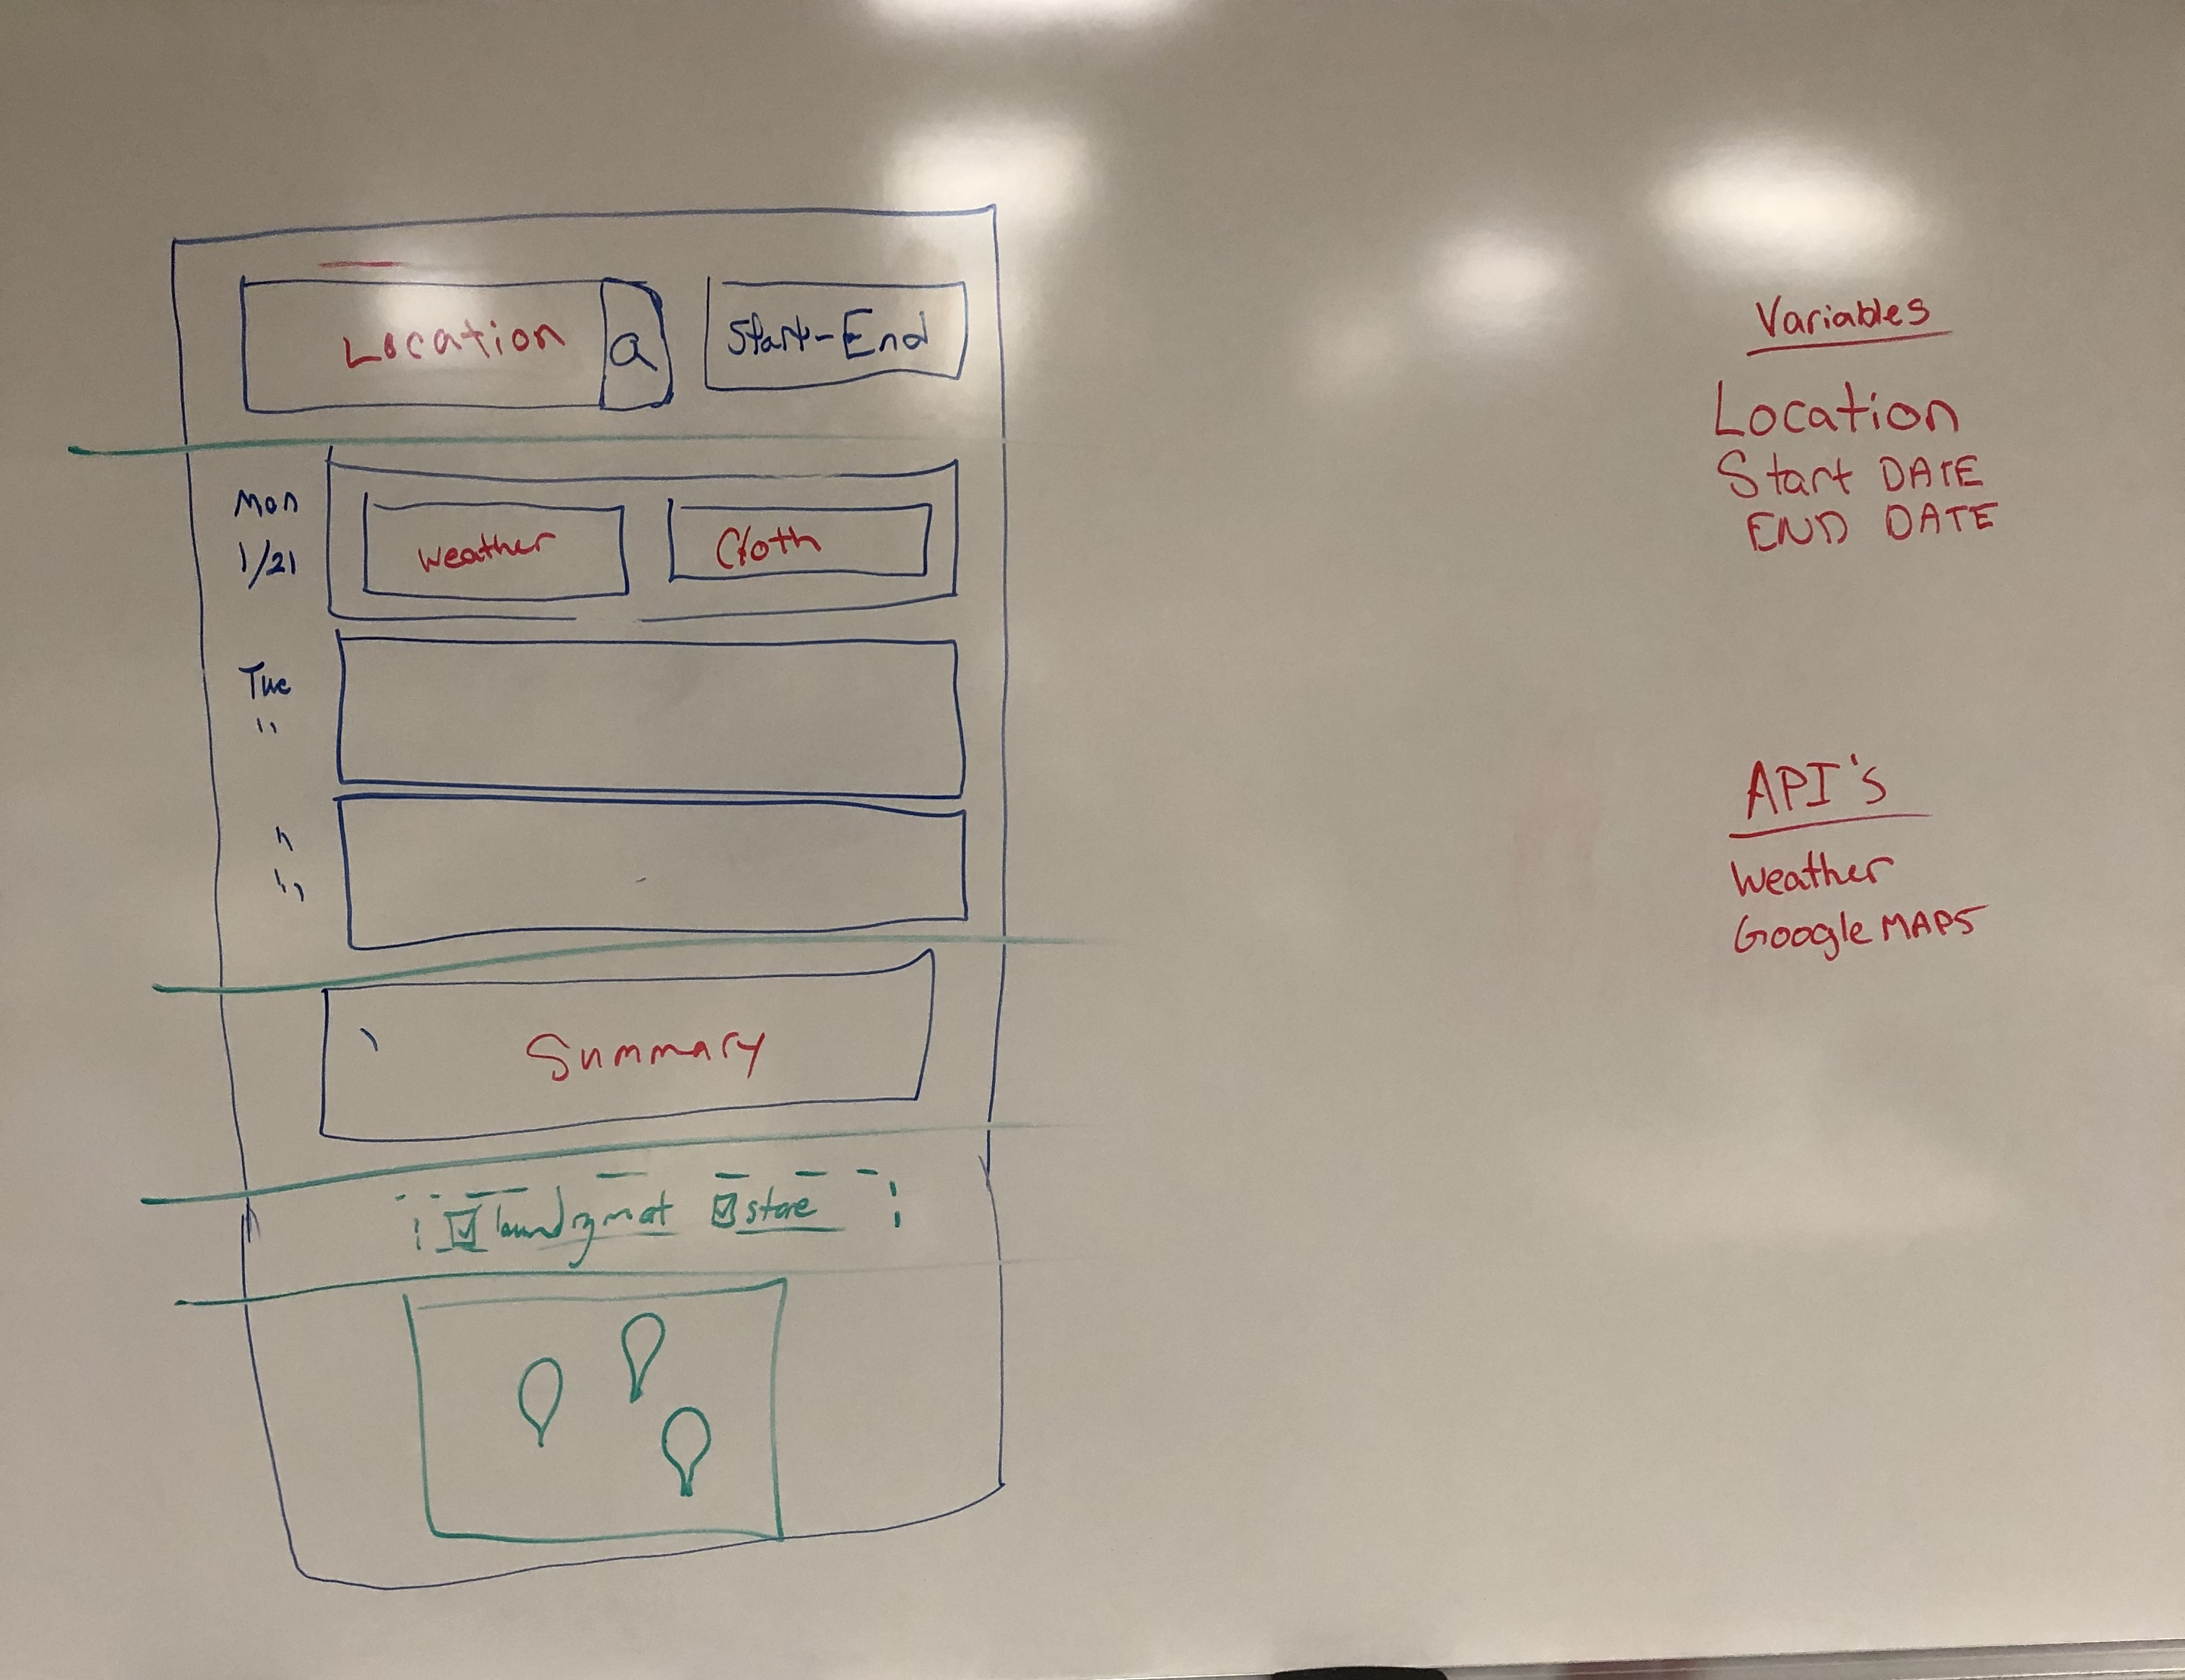 Location a Start-End
Mon
1/21
Weather Cloth
Tue
"
"
"
Summary
laundrymat store
Variables
Location
Start DATE
END DATE
API's
Weather
Google MAPS